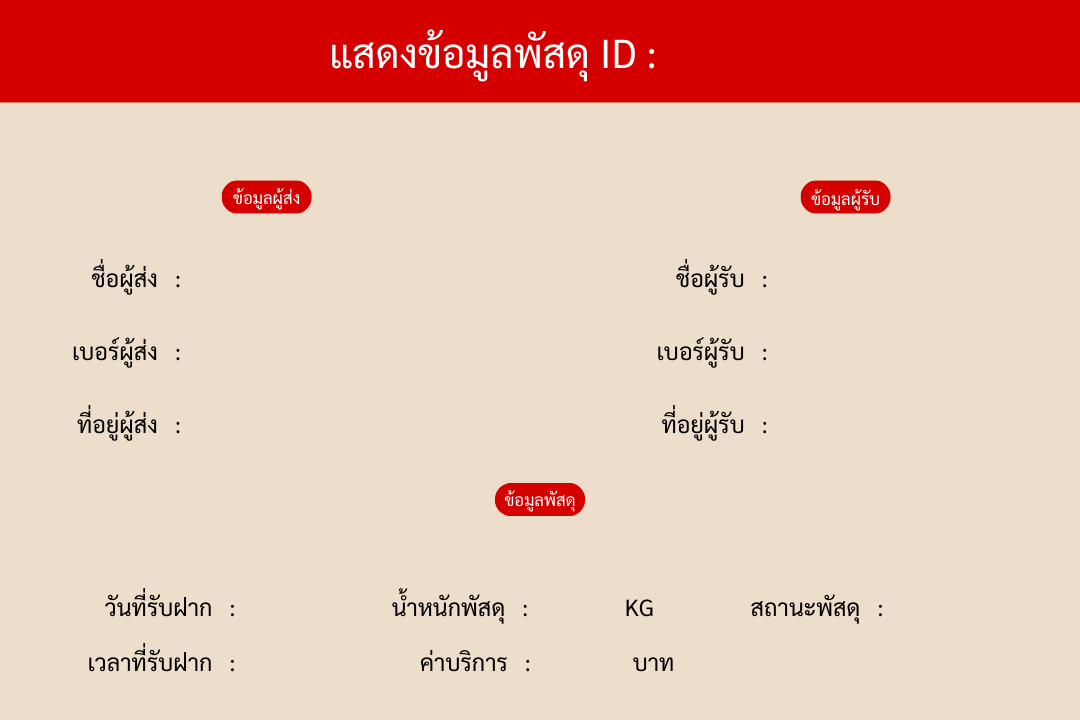 แสดงข้อมูลพัสดุ ID :
ข้อมูลผู้ส่ง
ข้อมูลผู้รับ
ชื่อผู้ส่ง :
ชื่อผู้รับ :
เบอร์ผู้ส่ง :
เบอร์ผู้รับ :
ที่อยู่ผู้ส่ง :
ที่อยู่ผู้รับ :
ข้อมูลพัสดุ
วันที่รับฝาก : น้ำหนักพัสดุ : KG สถานะพัสดุ :
เวลาที่รับฝาก : ค่าบริการ : บาท